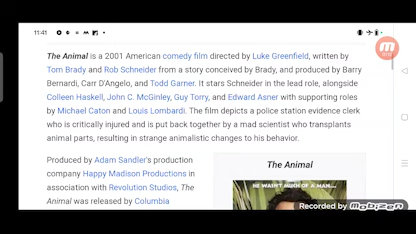 11:41
The Animal is a 2001 American comedy film directed by Luke Greenfield, written by
Tom Brady and Rob Schneider from a story conceived by Brady, and produced by Barry
Bernardi, Carr D'Angelo, and Todd Garner. It stars Schneider in the lead role, alongside
Colleen Haskell, John C. McGinley, Guy Torry, and Edward Asner with supporting roles
by Michael Caton and Louis Lombardi. The film depicts a police station evidence clerk
who is critically injured and is put back together by a mad scientist who transplants
animal parts, resulting in strange animalistic changes to his behavior.
Produced by Adam Sandler's production
company Happy Madison Productions in
association with Revolution Studios, The
Animal was released by Columbia
The Animal
HE WASN'T MUCH OF A MAN....
Recorded by Mobizen